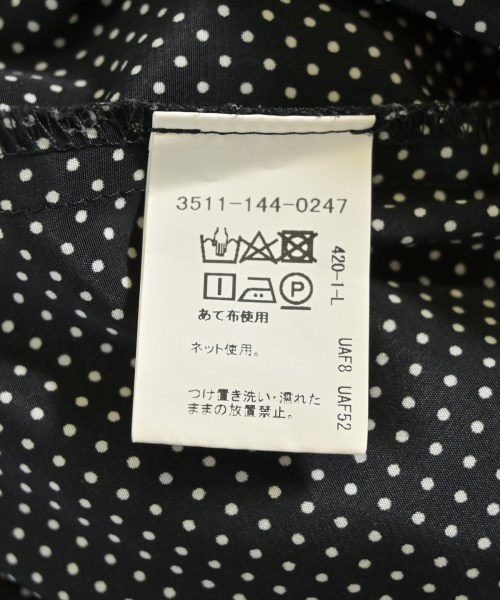 3511-144-0247
P
あて布使用
ネット使用。
つけ置き洗い・濡れた
ままの放置禁止。
420-1-L UAF8 UAF52